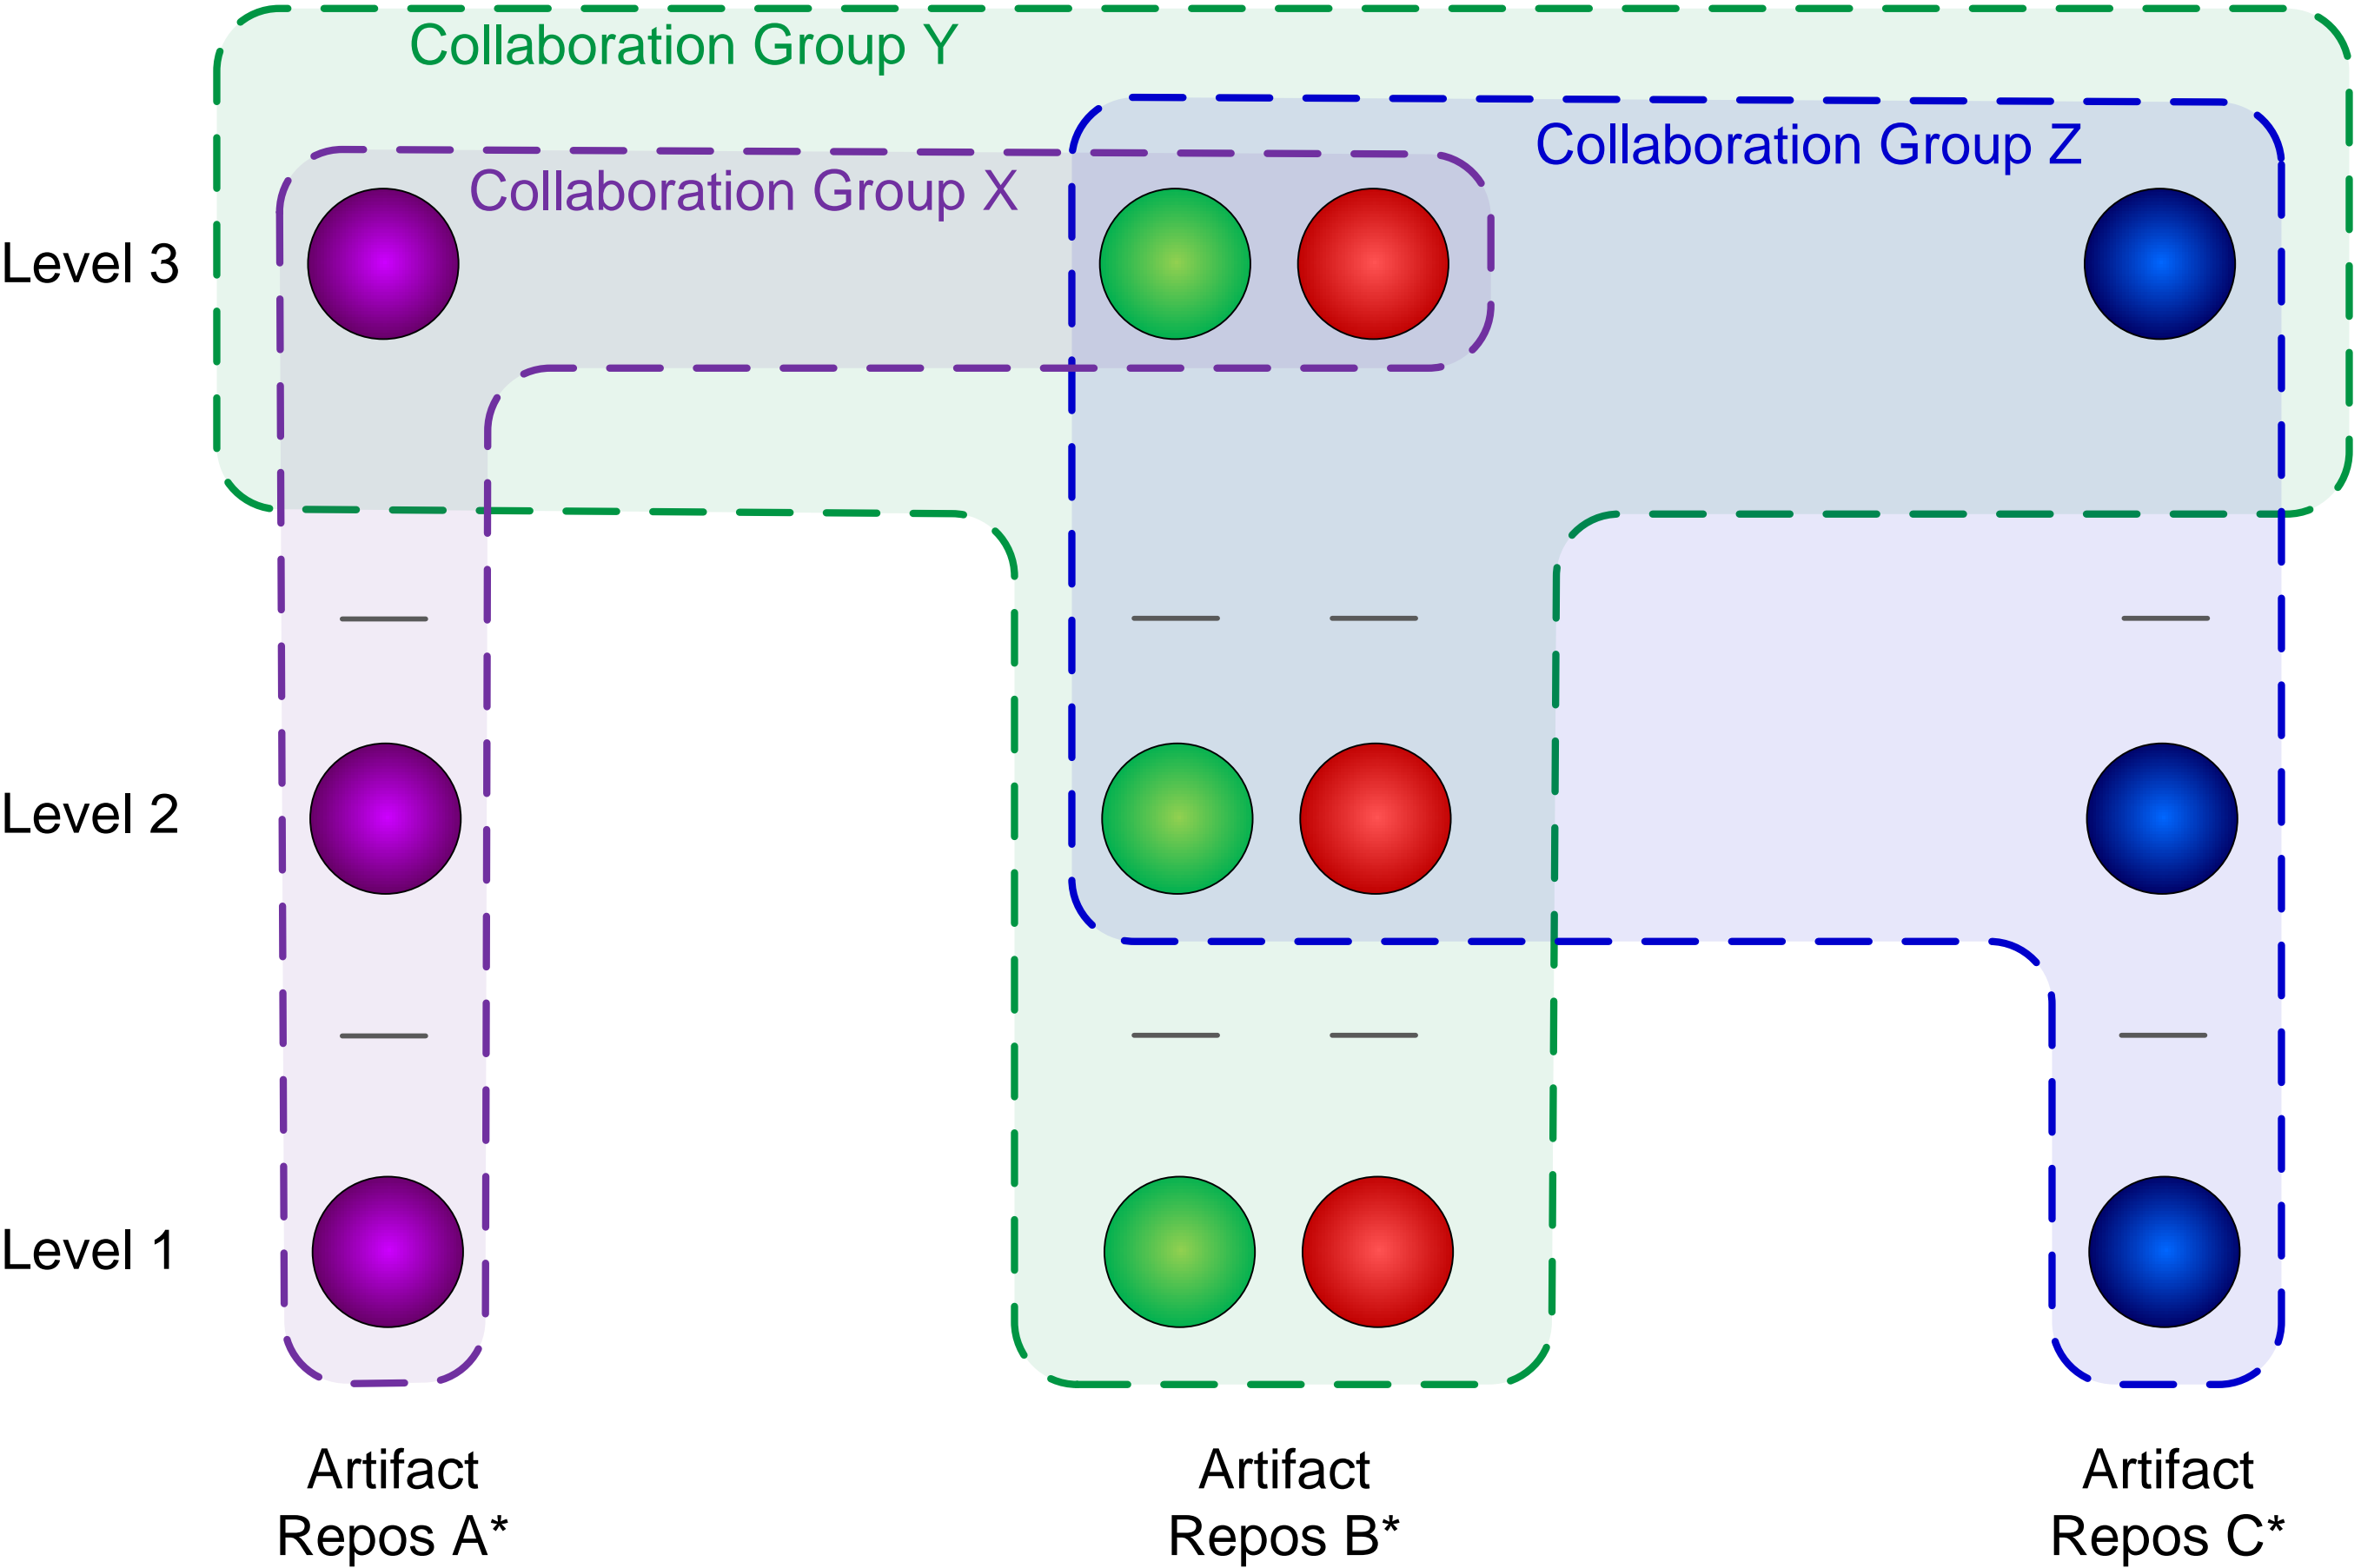 Collaboration Group Y
Collaboration Group Z
Collaboration Group X
Level 3
Level 2
Level 1
Artifact
Repos A*
Artifact
Repos B*
Artifact
Repos C*